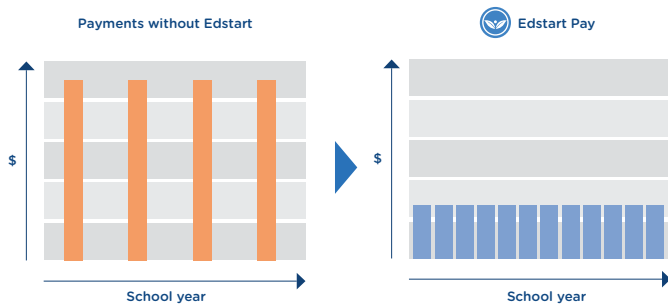 Payments without Edstart
Edstart Pay
$
$
School year
School year